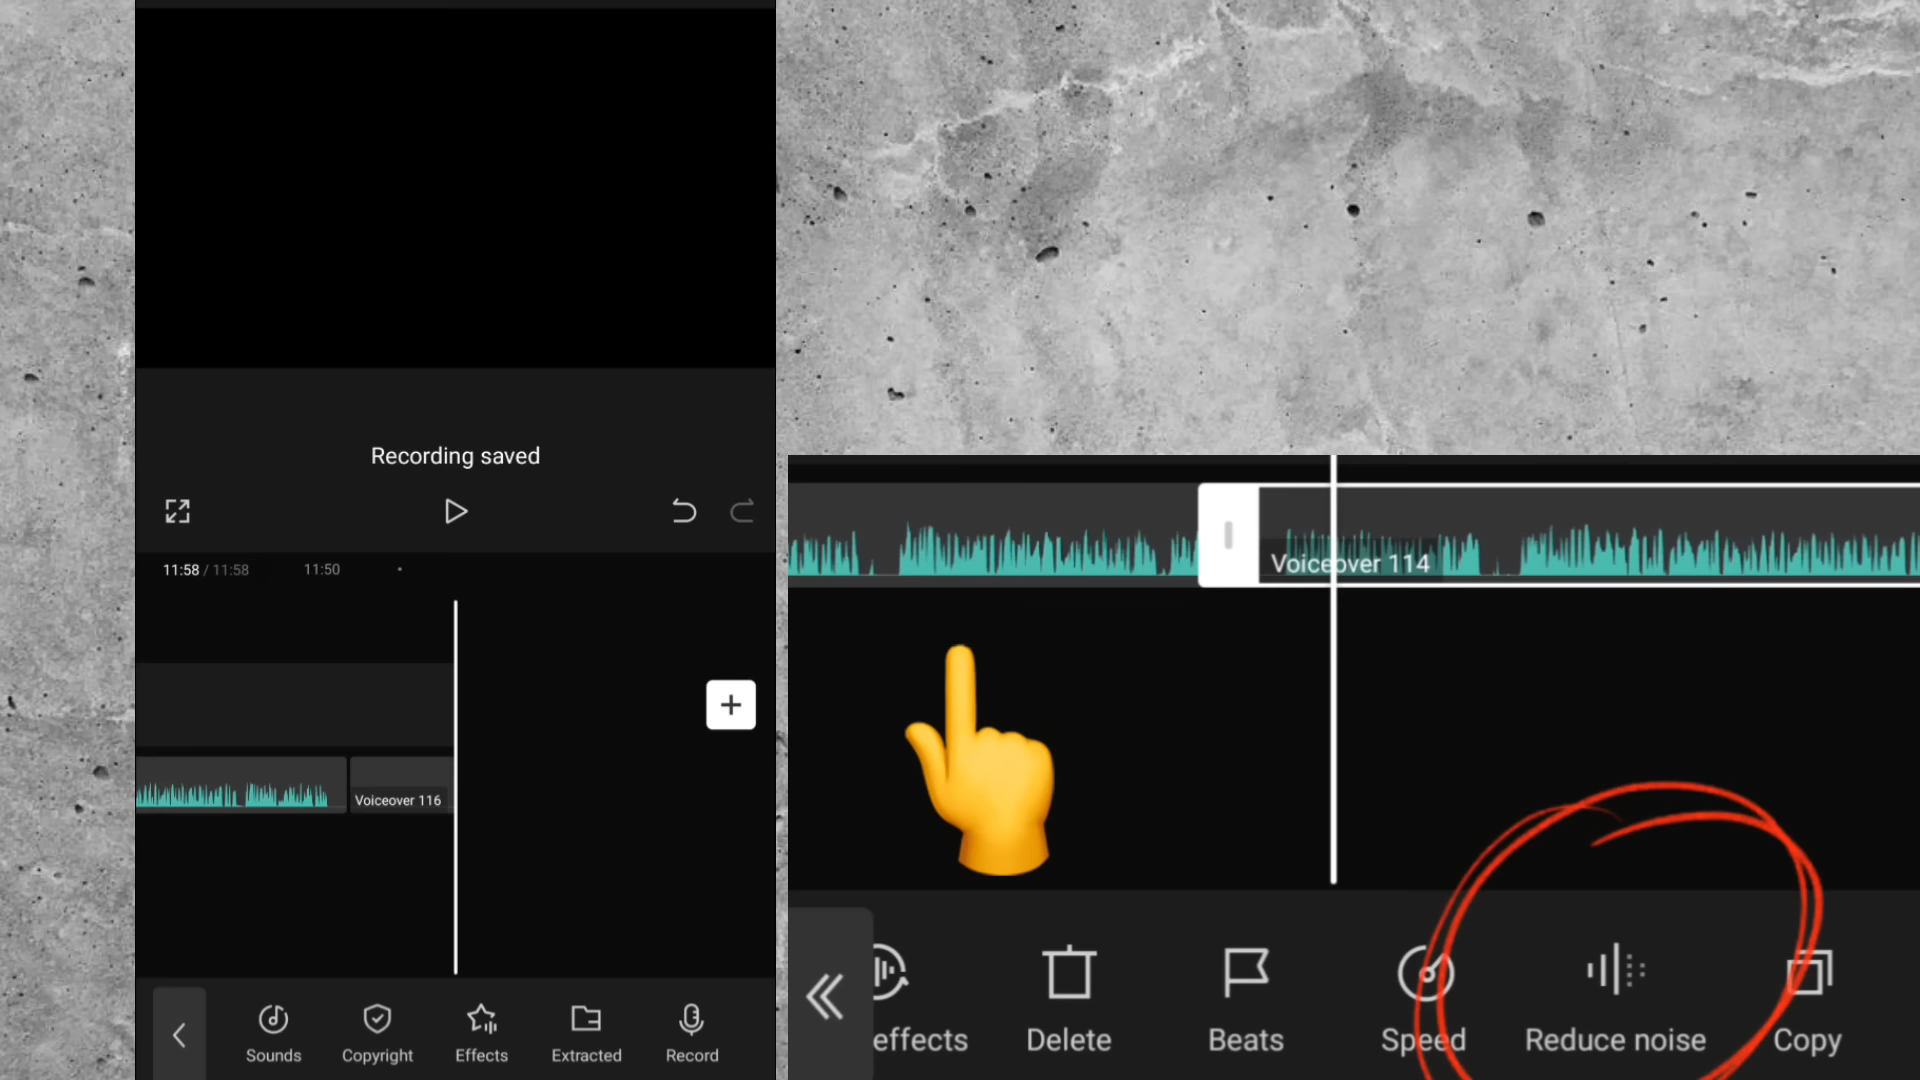 Recording saved
11:58 / 11:58 11:50
Voiceover 116
Sounds Copyright Effects Extracted Record
Voiceover 114
effects Delete Beats Speed Reduce noise Copy